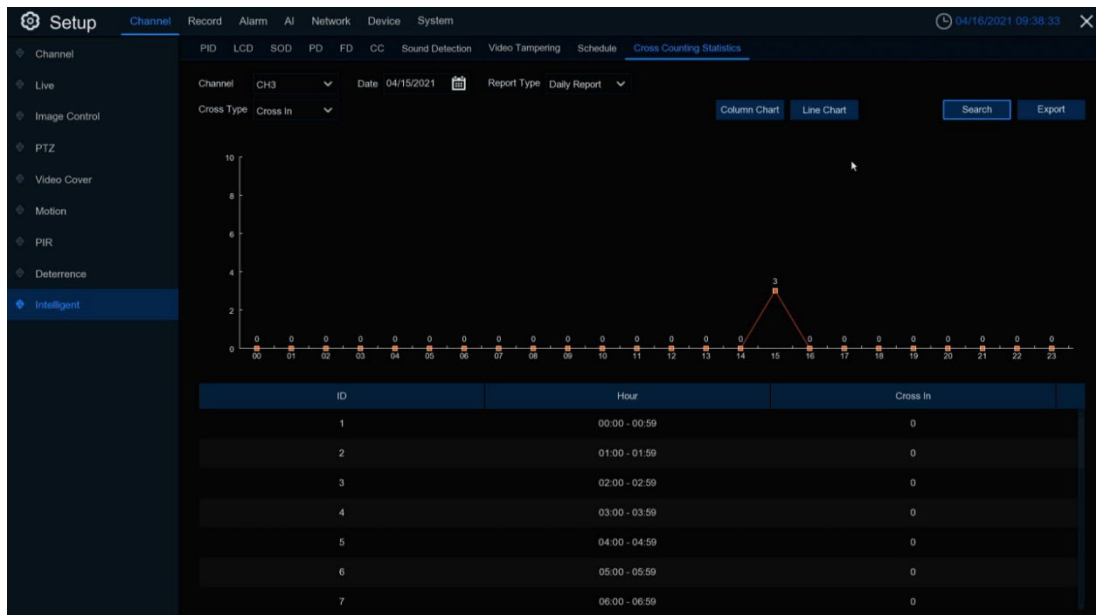 Setup Channel Record Alarm AI Network Device System 04/16/2021 09:38:33
PID LCD SOD PD FD CC Sound Detection Video Tampering Schedule Cross Counting Statistics
Channel
Live
Image Control
PTZ
Video Cover
Motion
PIR
Deterrence
Intelligent
Channel CH3 Date 04/15/2021 Report Type Daily Report
Cross Type Cross In Column Chart Line Chart Search Export
10
8
6
4
3
2
0 0 0 0 0 0 0 0 0 0 0 0 0 0 0 0 0 0 0 0 0 0 0
0
00 01 02 03 04 05 06 07 08 09 10 11 12 13 14 15 16 17 18 19 20 21 22 23
ID Hour Cross In
1 00:00 - 00:59 0
2 01:00 - 01:59 0
3 02:00 - 02:59 0
4 03:00 - 03:59 0
5 04:00 - 04:59 0
6 05:00 - 05:59 0
7 06:00 - 06:59 0